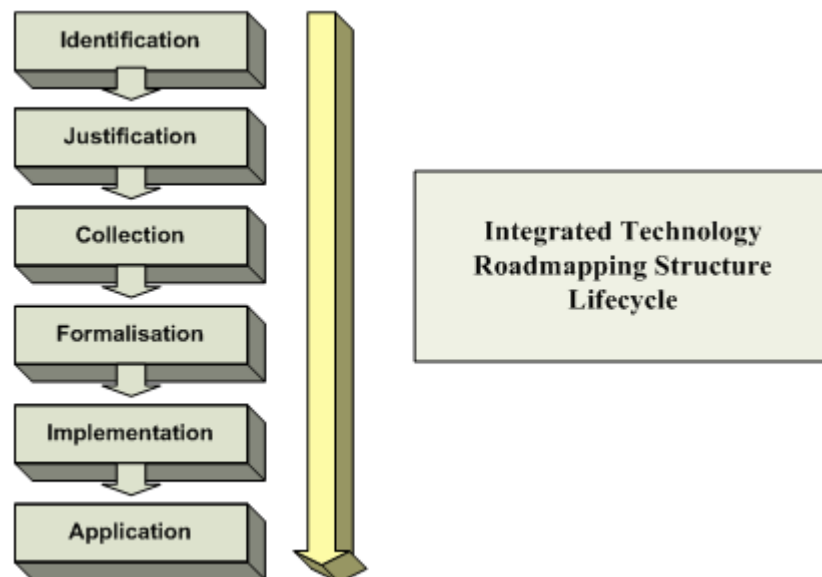 Identification
Justification
Collection
Formalisation
Implementation
Application
Integrated Technology
Roadmapping Structure
Lifecycle